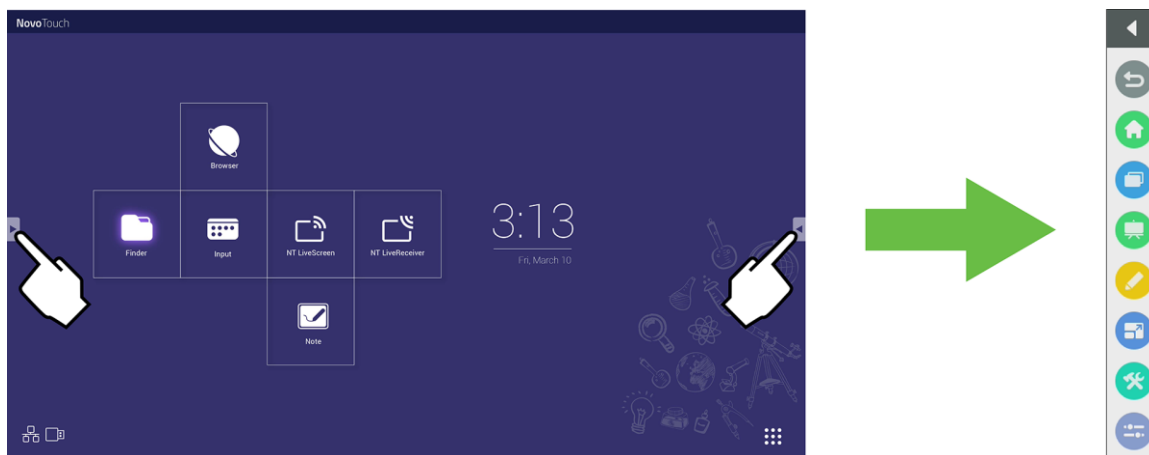 NovoTouch
Browser
Finder
Input
NT LiveScreen
NT LiveReceiver
3:13
Fri, March 10
Note